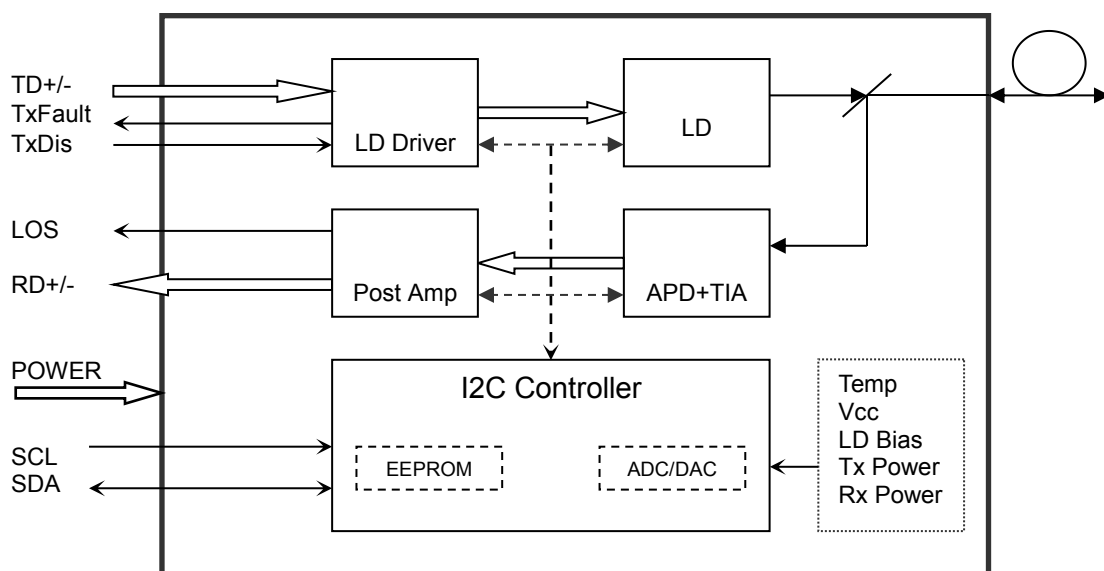 TD+/-
TxFault
TxDis
LD Driver
LD
LOS
RD+/-
Post Amp
APD+TIA
POWER
I2C Controller
EEPROM
ADC/DAC
SCL
SDA
Temp
Vcc
LD Bias
Tx Power
Rx Power